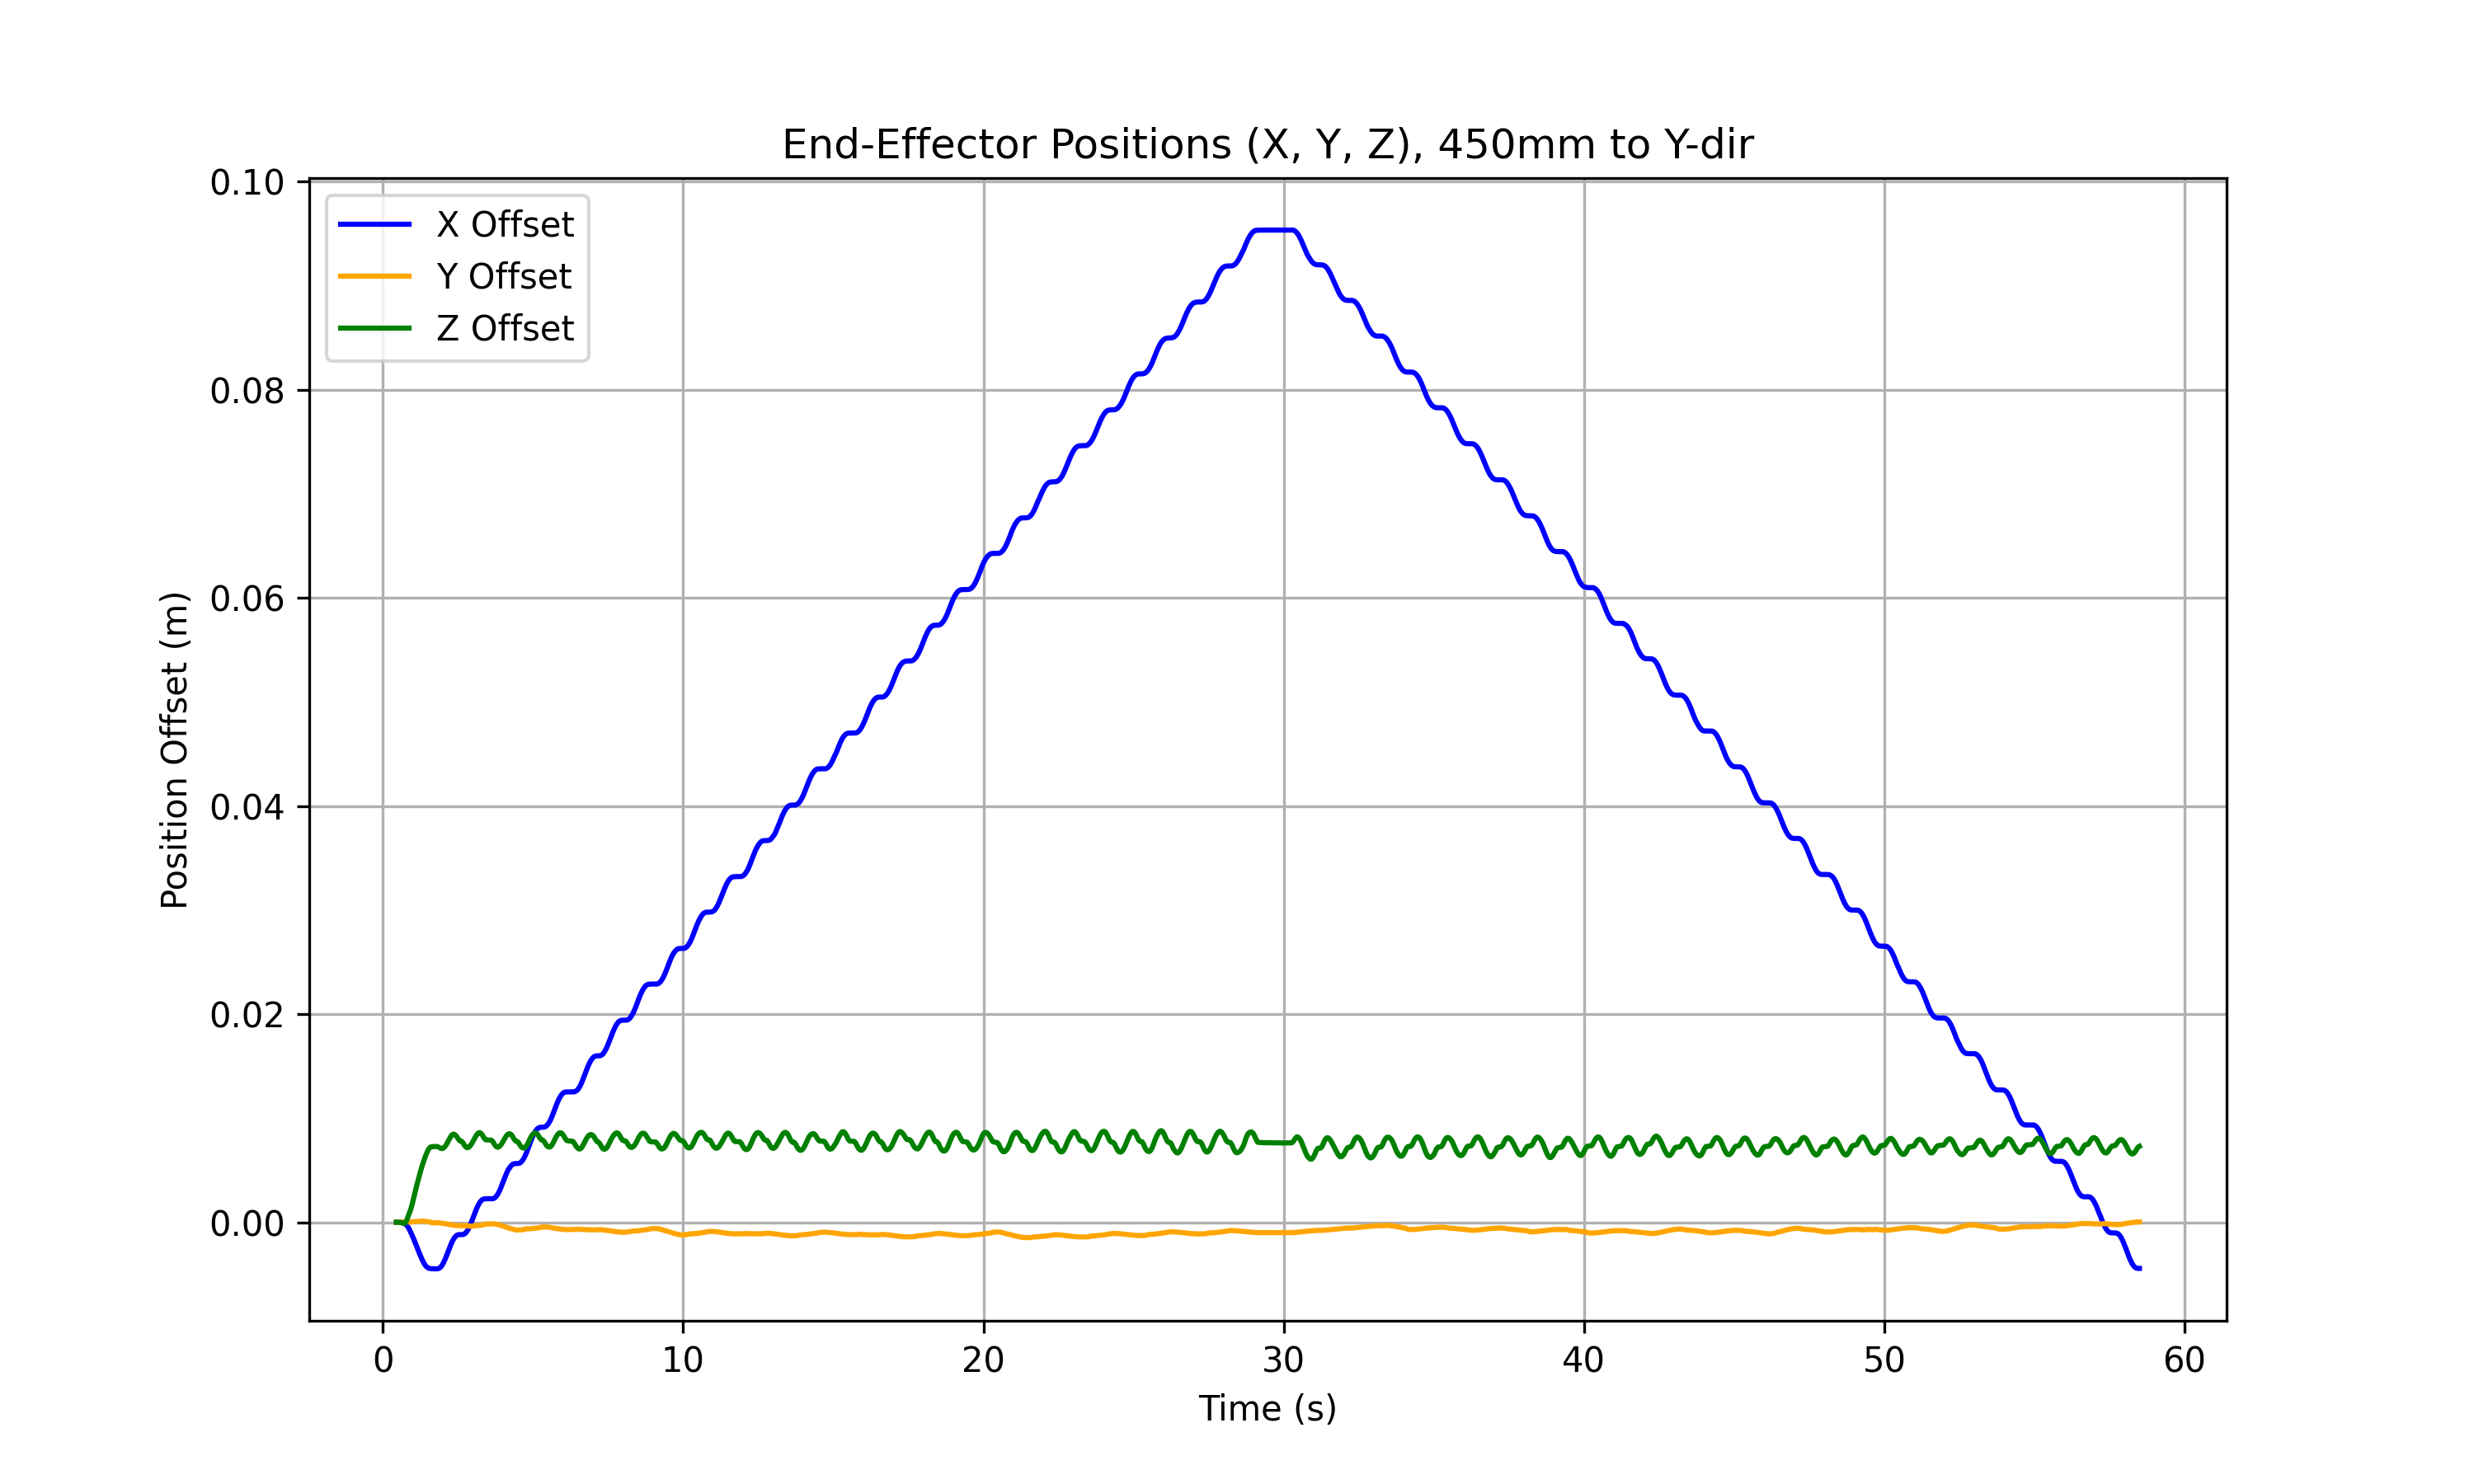 End-Effector Positions (X, Y, Z), 450mm to Y-dir
X Offset
Y Offset
Z Offset
Position Offset (m)
0.10
0.08
0.06
0.04
0.02
0.00
0 10 20 30 40 50 60
Time (s)